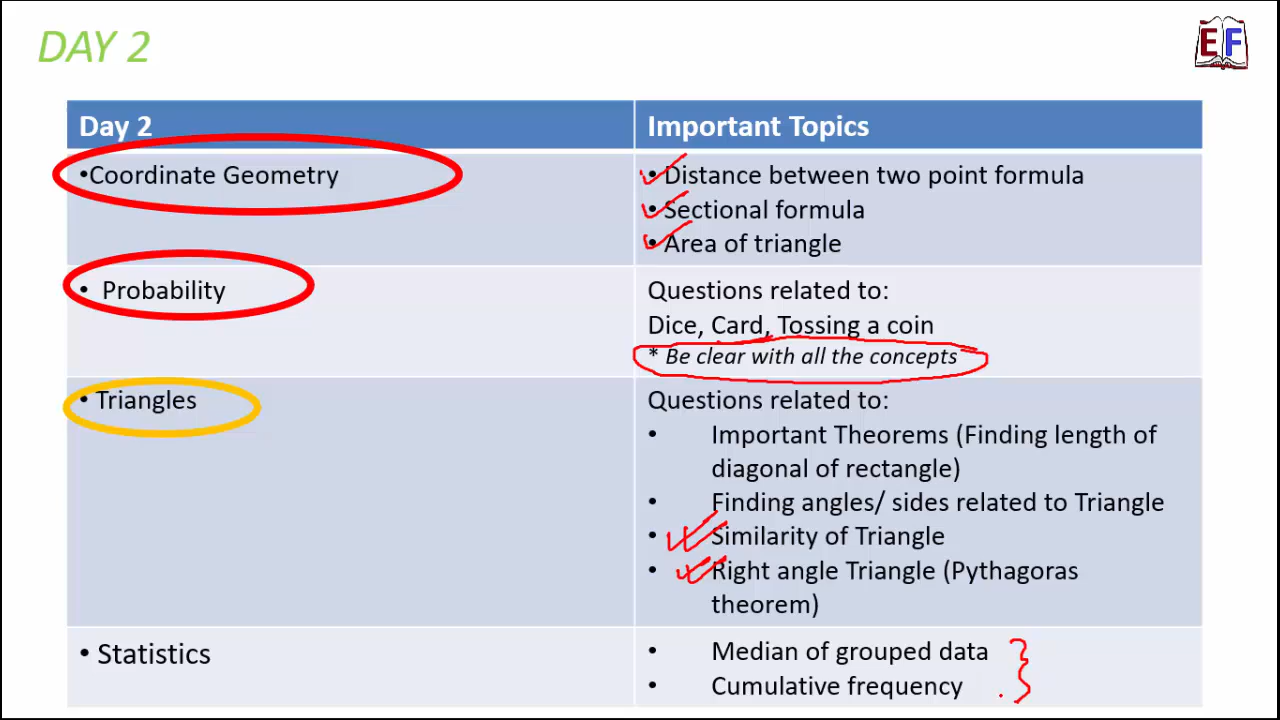 DAY 2
EF
Day 2
Important Topics
•Coordinate Geometry
• Distance between two point formula
• Sectional formula
• Area of triangle
• Probability
Questions related to:
Dice, Card, Tossing a coin
* Be clear with all the concepts
• Triangles
Questions related to:
• Important Theorems (Finding length of
diagonal of rectangle)
• Finding angles/ sides related to Triangle
• Similarity of Triangle
• Right angle Triangle (Pythagoras
theorem)
• Statistics
• Median of grouped data
• Cumulative frequency